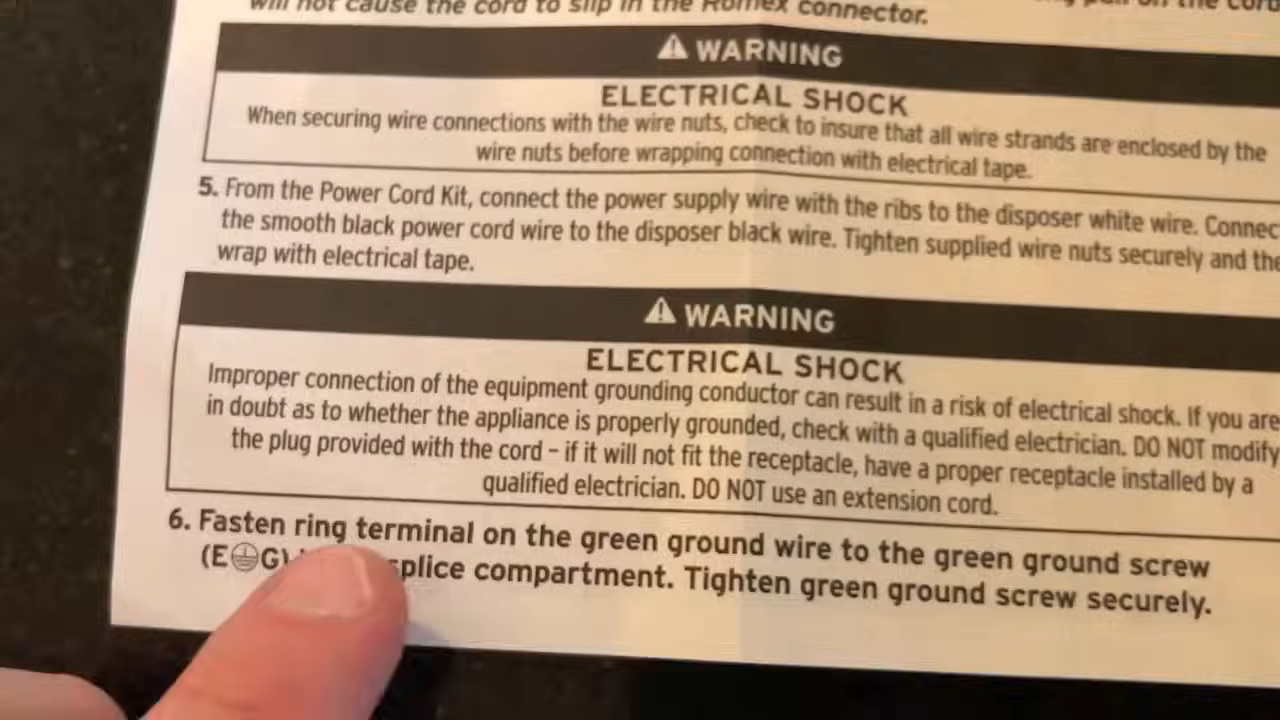 will not cause the cord to slip in the Romex connector.
⚠ WARNING
ELECTRICAL SHOCK
When securing wire connections with the wire nuts, check to insure that all wire strands are enclosed by the
wire nuts before wrapping connection with electrical tape.
5. From the Power Cord Kit, connect the power supply wire with the ribs to the disposer white wire. Connec
the smooth black power cord wire to the disposer black wire. Tighten supplied wire nuts securely and the
wrap with electrical tape.
⚠ WARNING
ELECTRICAL SHOCK
Improper connection of the equipment grounding conductor can result in a risk of electrical shock. If you are
in doubt as to whether the appliance is properly grounded, check with a qualified electrician. DO NOT modify
the plug provided with the cord – if it will not fit the receptacle, have a proper receptacle installed by a
qualified electrician. DO NOT use an extension cord.
6. Fasten ring terminal on the green ground wire to the green ground screw
(E⏚G) splice compartment. Tighten green ground screw securely.